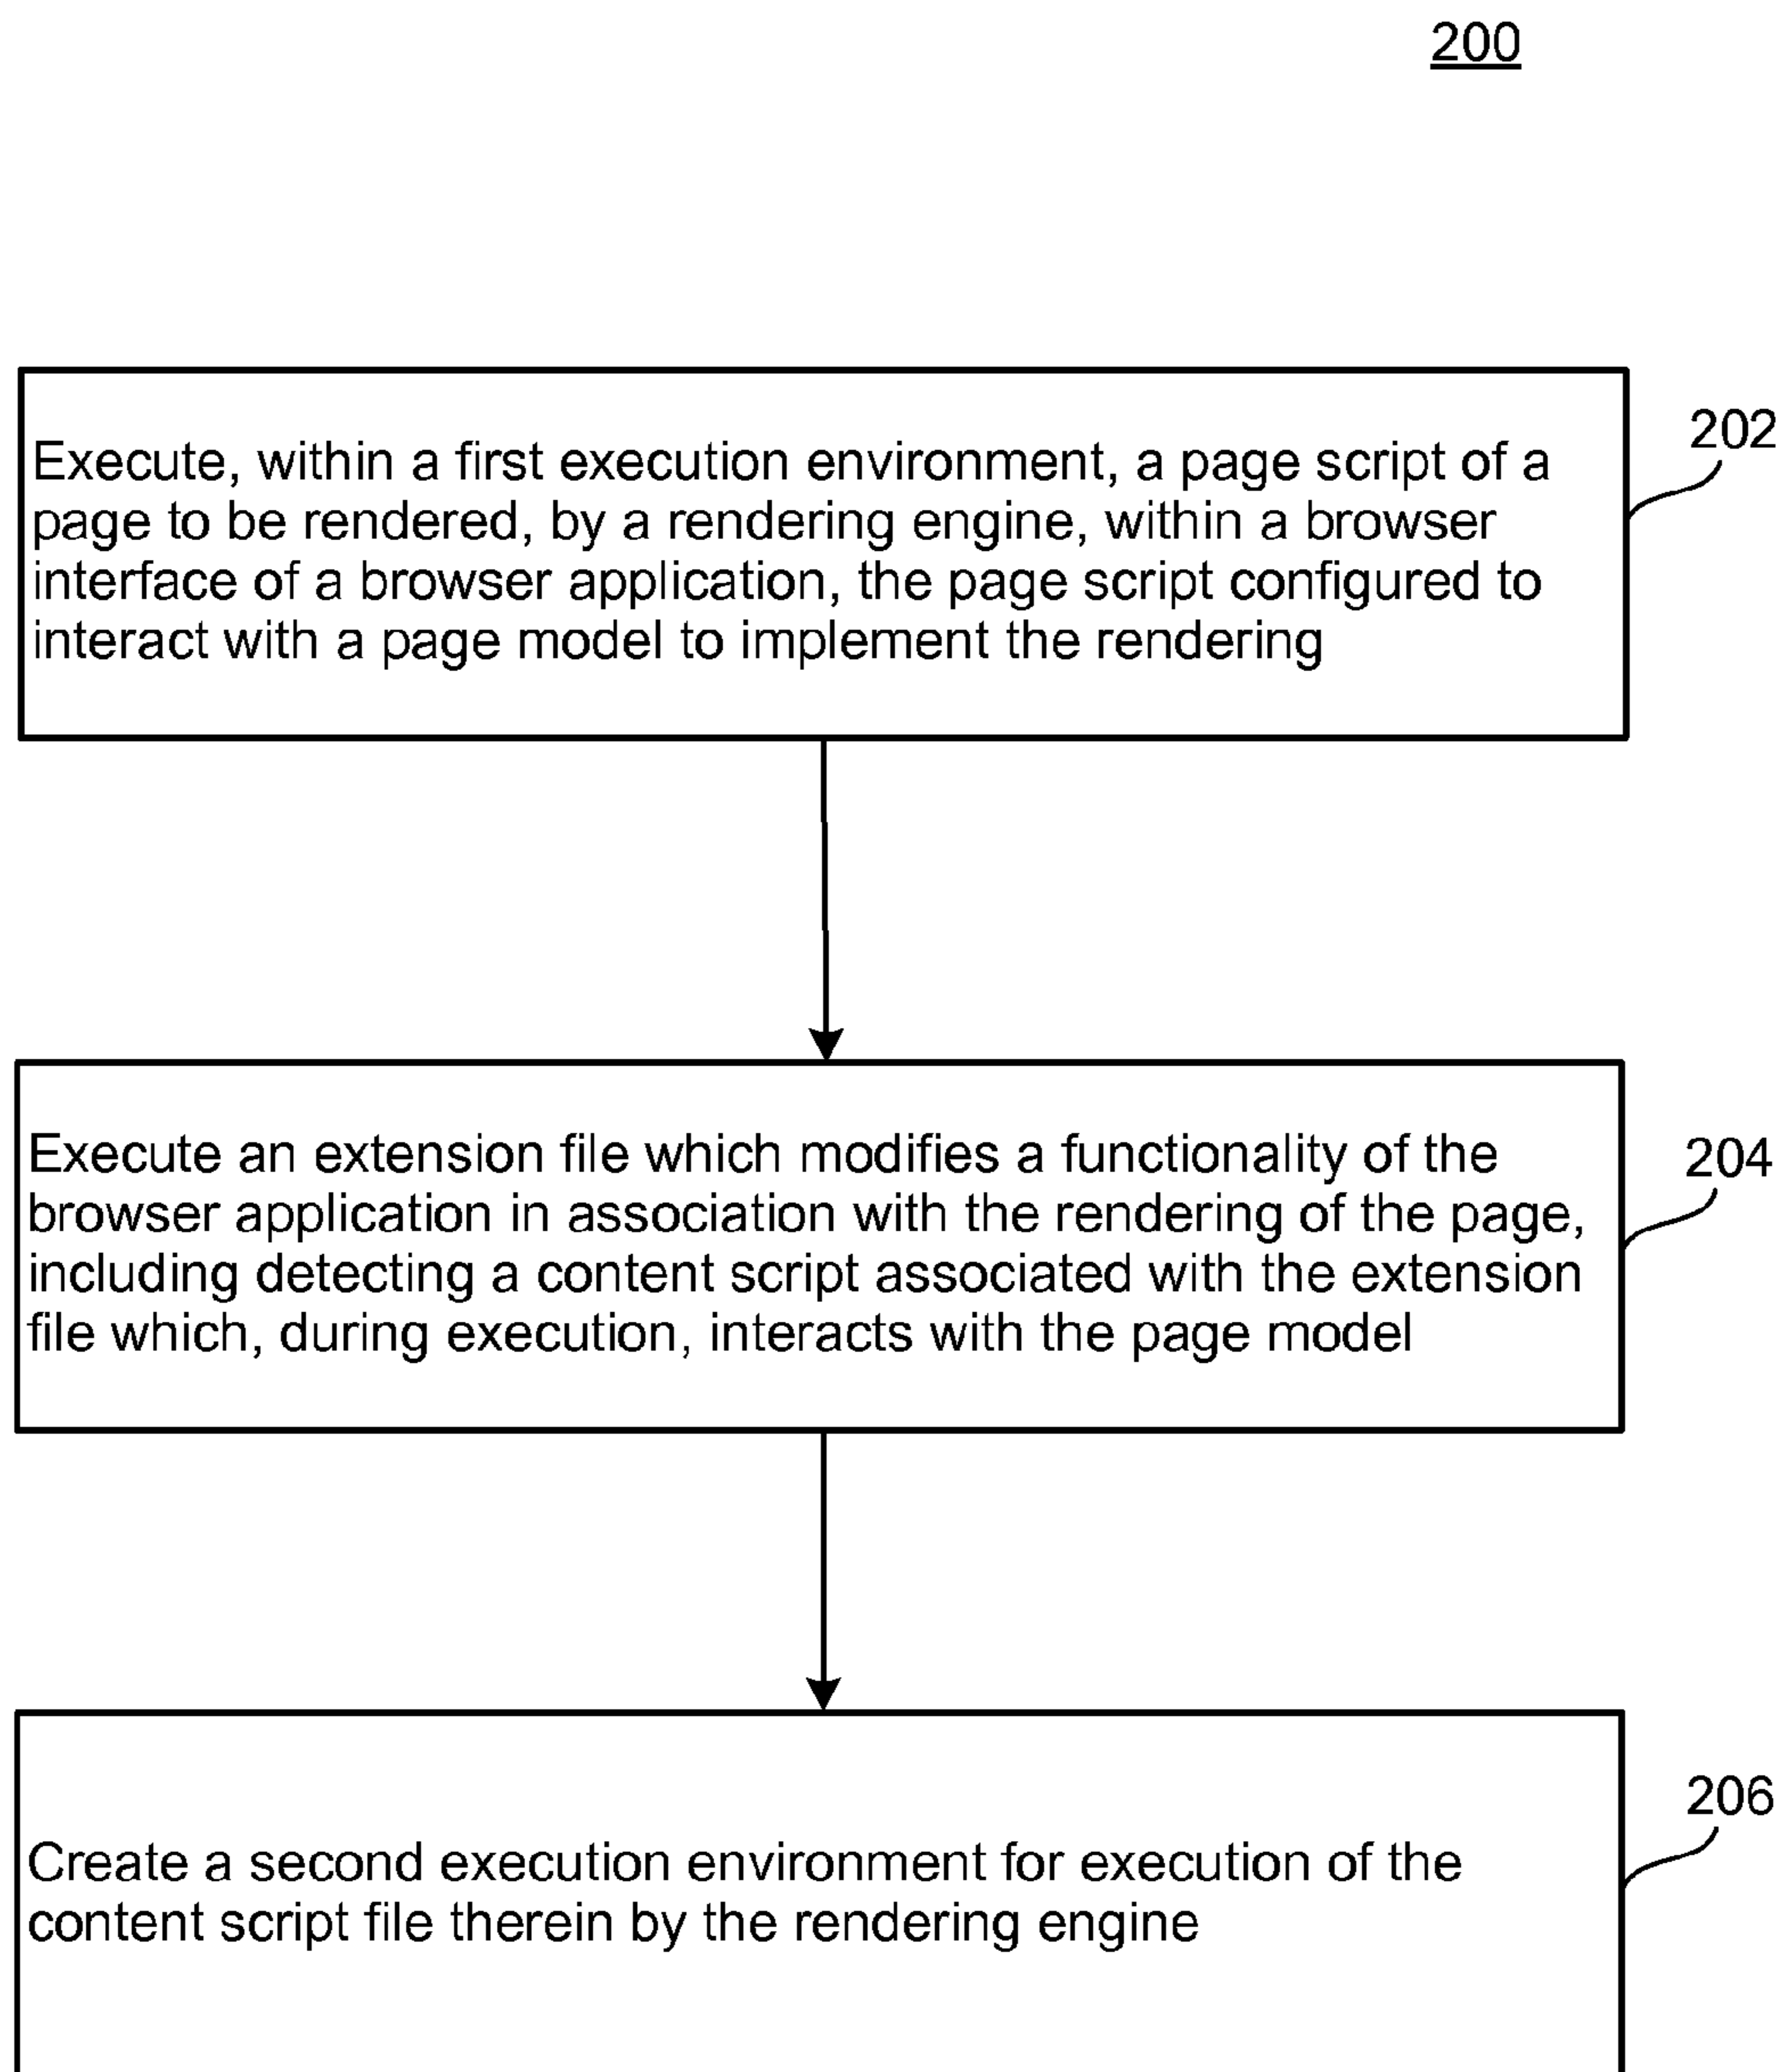 200
Execute, within a first execution environment, a page script of a
page to be rendered, by a rendering engine, within a browser
interface of a browser application, the page script configured to
interact with a page model to implement the rendering
202
Execute an extension file which modifies a functionality of the
browser application in association with the rendering of the page,
including detecting a content script associated with the extension
file which, during execution, interacts with the page model
204
Create a second execution environment for execution of the
content script file therein by the rendering engine
206